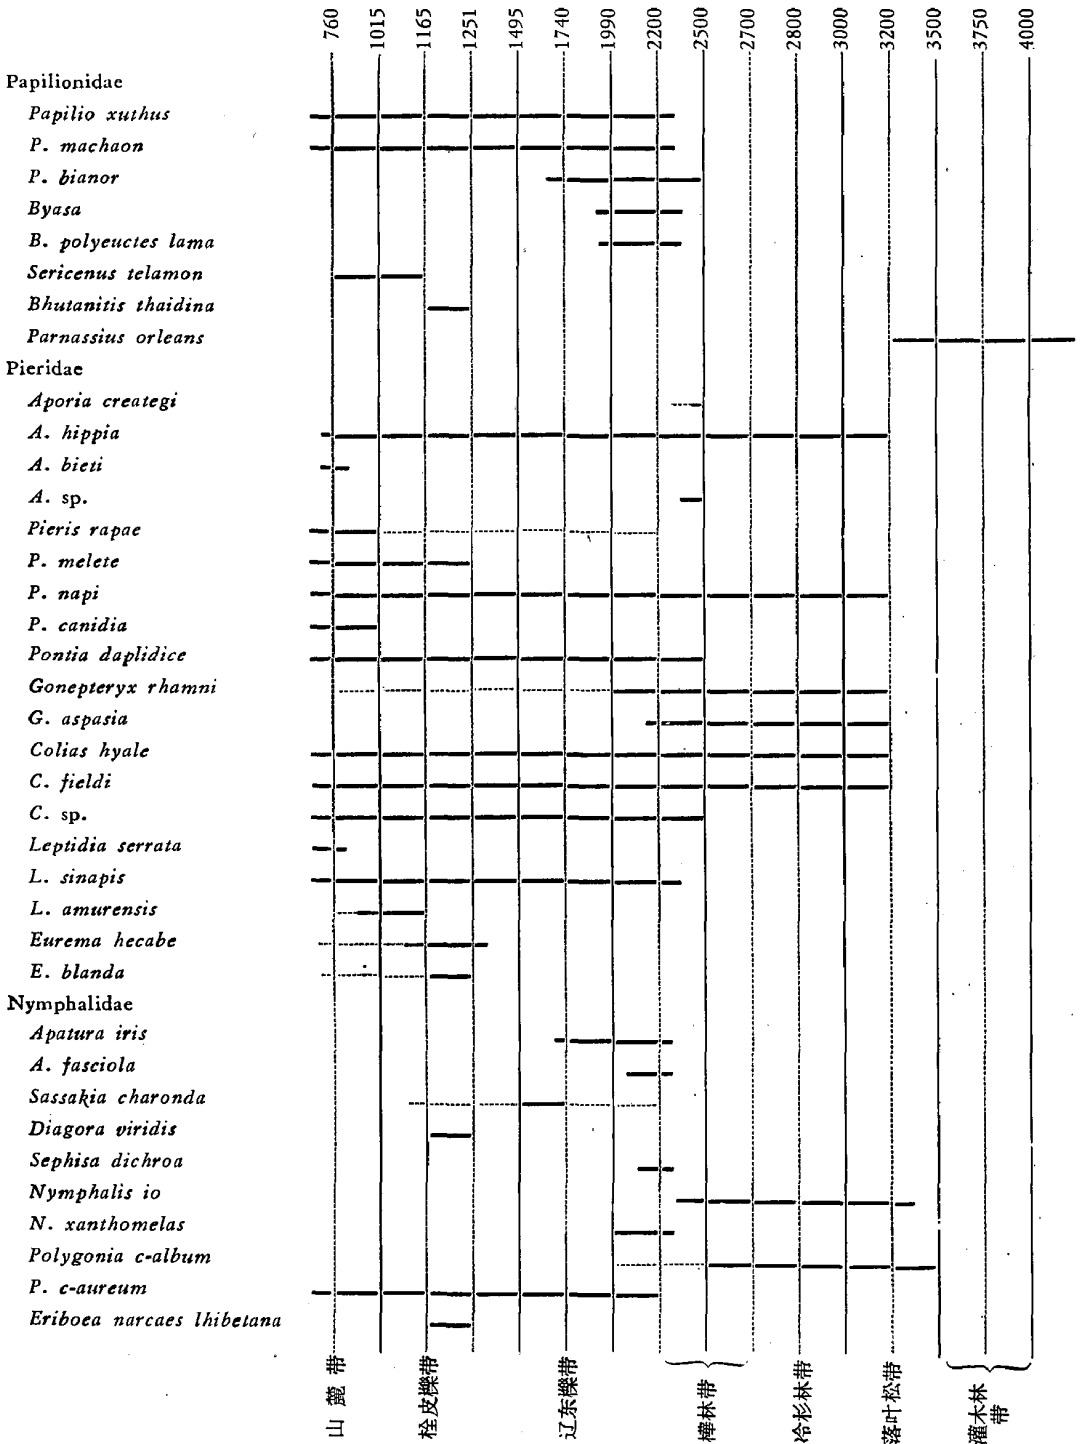 760 1015 1165 1251 1495 1740 1990 2200 2500 2700 2800 3000 3200 3500 3750 4000
Papilionidae
Papilio xuthus
P. machaon
P. bianor
Byasa
B. polyeuctes lama
Sericenus telamon
Bhutanitis thaidina
Parnassius orleans
Pieridae
Aporia creategi
A. hippia
A. bieti
A. sp.
Pieris rapae
P. melete
P. napi
P. canidia
Pontia daplidice
Gonepteryx rhamni
G. aspasia
Colias hyale
C. fieldi
C. sp.
Leptidia serrata
L. sinapis
L. amurensis
Eurema hecabe
E. blanda
Nymphalidae
Apatura iris
A. fasciola
Sassakia charonda
Diagora viridis
Sephisa dichroa
Nymphalis io
N. xanthomelas
Polygonia c-album
P. c-aureum
Eriboea narcaes lhibetana
山麓带
栓皮櫟带
辽东櫟带
樺林带
冷杉林带
落叶松带
灌木林
带